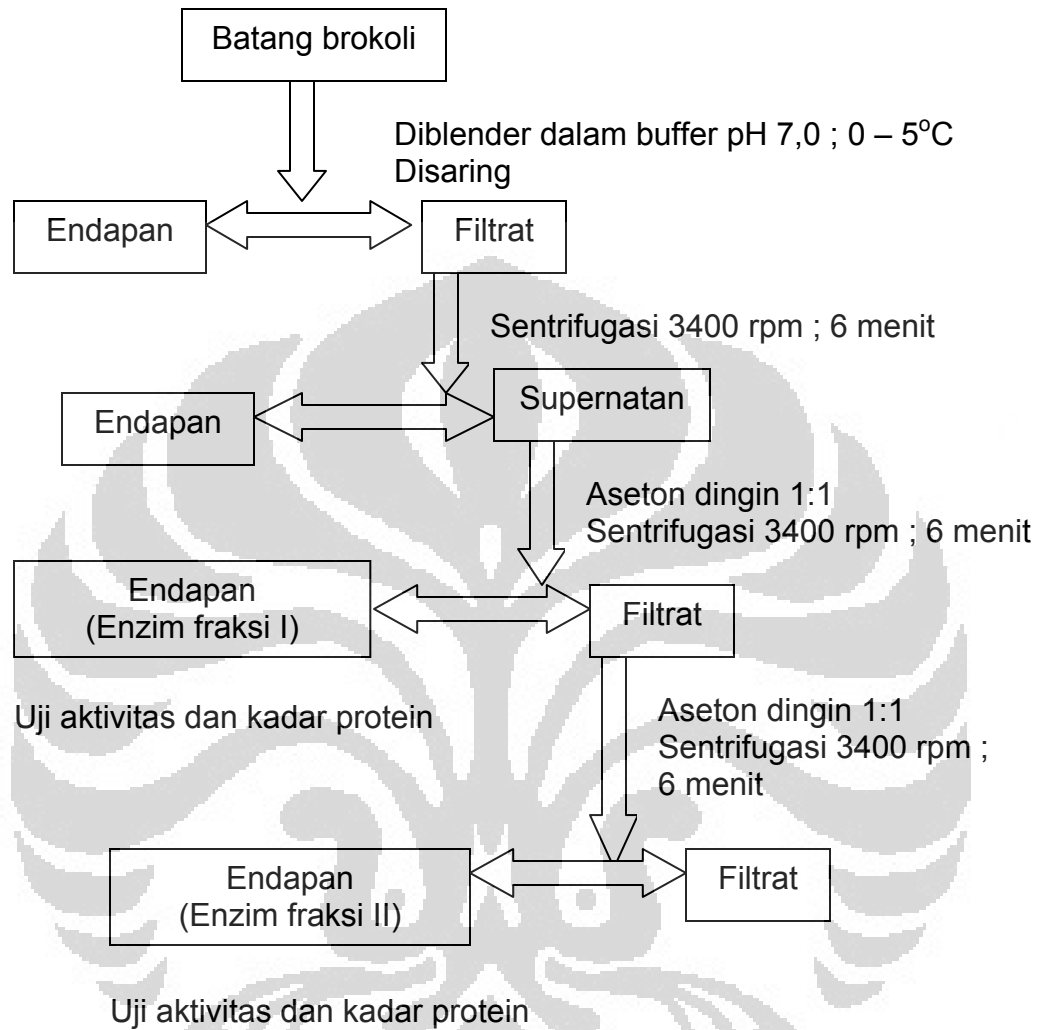 Batang brokoli
Diblender dalam buffer pH 7,0 ; 0 – 5°C
Disaring
Endapan
Filtrat
Sentrifugasi 3400 rpm ; 6 menit
Endapan
Supernatan
Aseton dingin 1:1
Sentrifugasi 3400 rpm ; 6 menit
Endapan
(Enzim fraksi I)
Filtrat
Uji aktivitas dan kadar protein
Aseton dingin 1:1
Sentrifugasi 3400 rpm ;
6 menit
Endapan
(Enzim fraksi II)
Filtrat
Uji aktivitas dan kadar protein